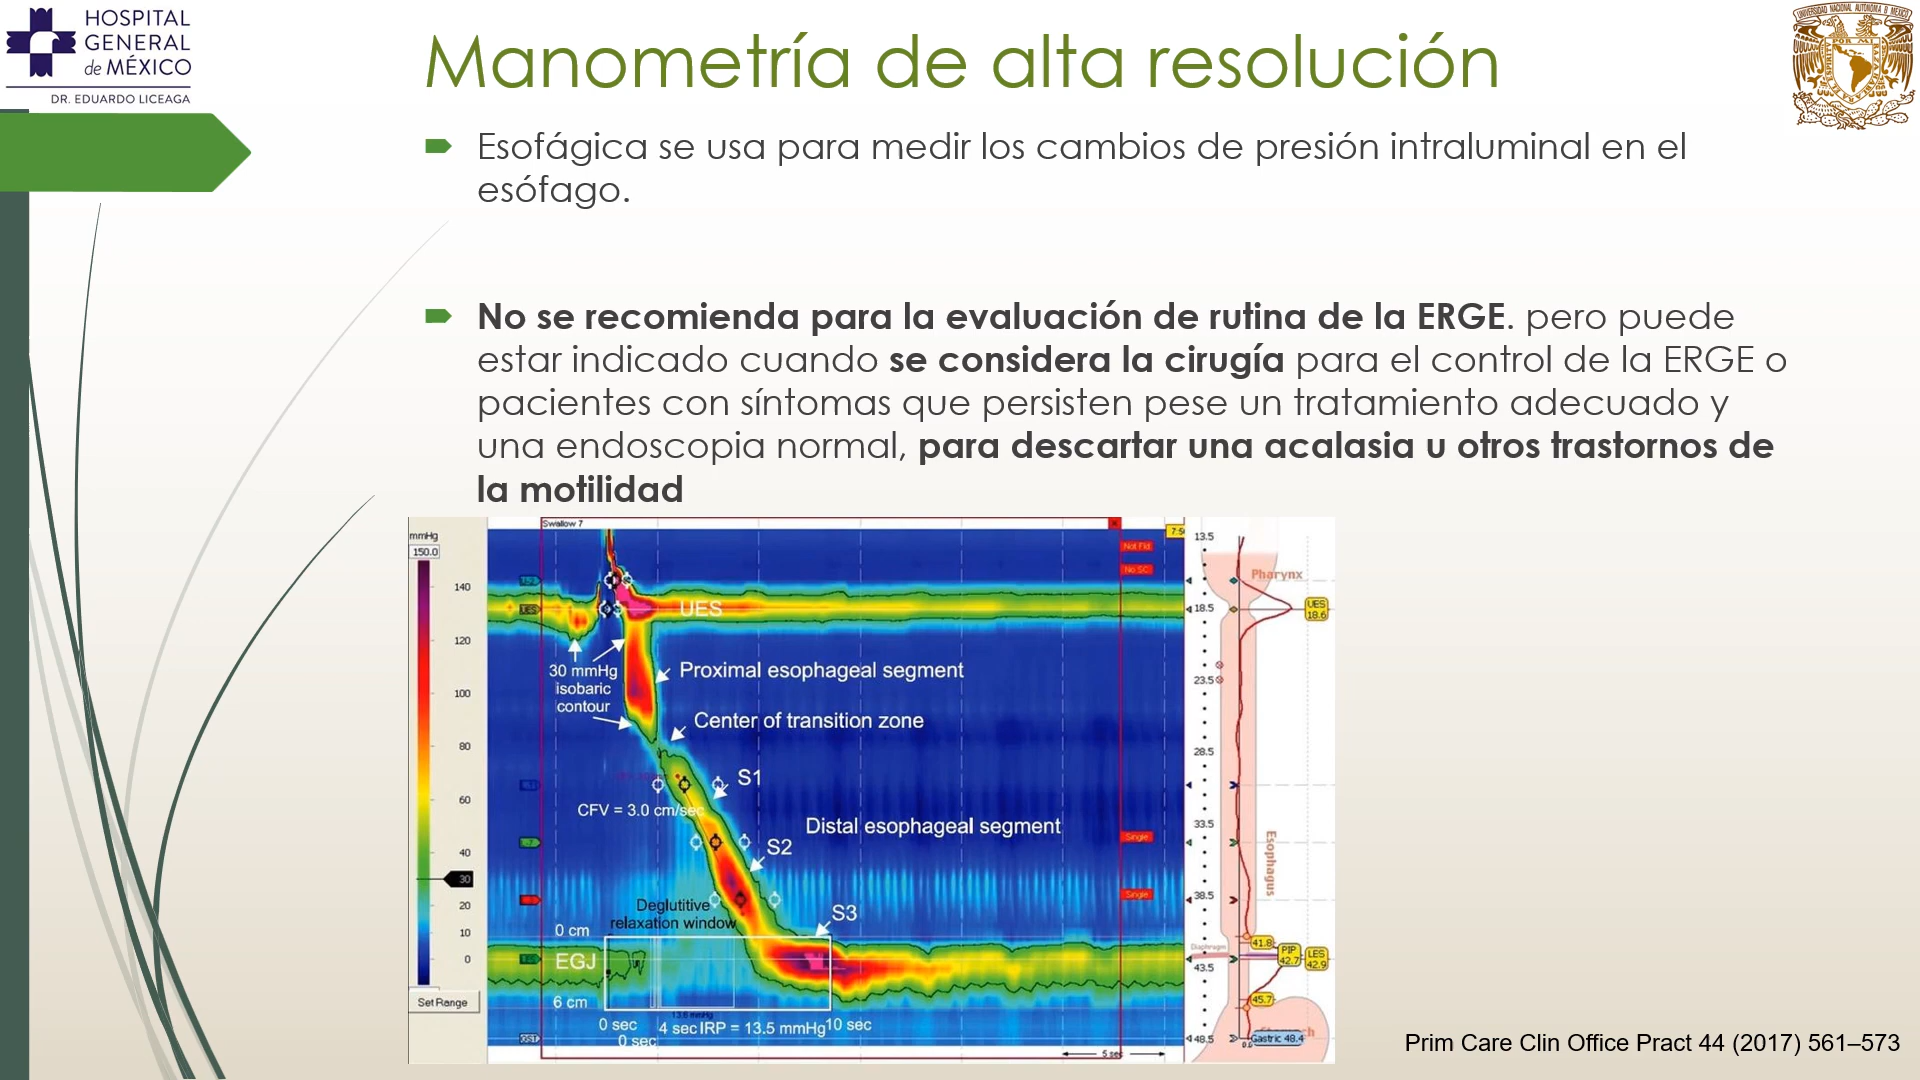 HOSPITAL
GENERAL
de MÉXICO
DR. EDUARDO LICEAGA
Manometría de alta resolución
Esofágica se usa para medir los cambios de presión intraluminal en el
esófago.
No se recomienda para la evaluación de rutina de la ERGE. pero puede
estar indicado cuando se considera la cirugía para el control de la ERGE o
pacientes con síntomas que persisten pese un tratamiento adecuado y
una endoscopia normal, para descartar una acalasia u otros trastornos de
la motilidad
mmHg
150.0
140
120
100
80
60
40
30
20
10
0
Set Range
Swallow 7
UES
30 mmHg
isobaric
contour
Proximal esophageal segment
Center of transition zone
S1
CFV = 3.0 cm/sec
Distal esophageal segment
S2
Deglutitive
relaxation window
S3
0 cm
EGJ
6 cm
0 sec
4 sec IRP = 13.5 mmHg 10 sec
0 sec
5 sec
Not Fld
No SC
Single
Single
13.5
18.5
23.5
28.5
33.5
38.5
43.5
48.5
Pharynx
UES
18.6
Esophagus
Diaphragm
41.8
PIP
42.7
LES
42.9
45.7
Gastric 48.4
Prim Care Clin Office Pract 44 (2017) 561–573